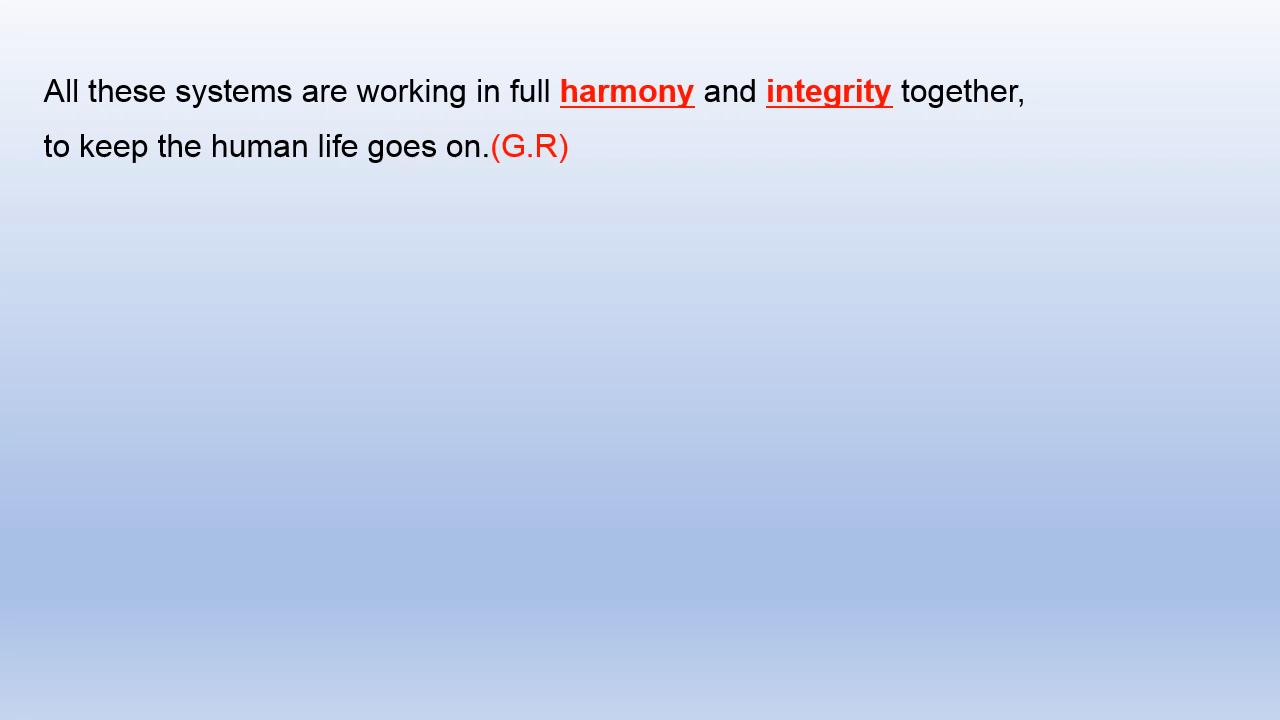 All these systems are working in full harmony and integrity together,
to keep the human life goes on.(G.R)